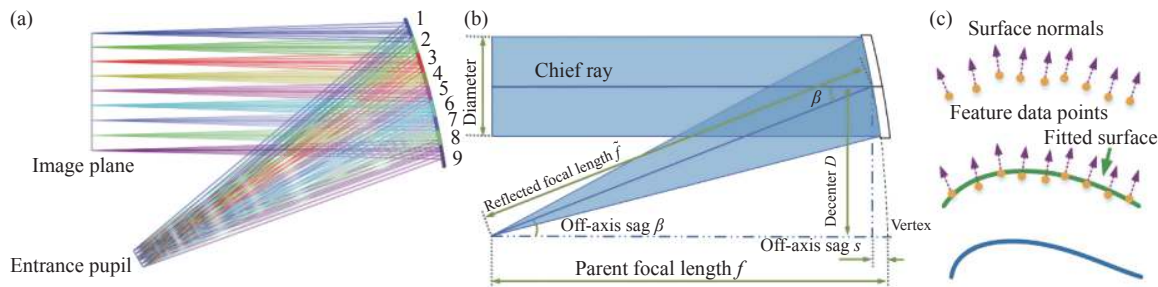 (a)
1
2
3
4
5
6
7
8
9
Image plane
Entrance pupil
(b)
Diameter
Chief ray
β
Reflected focal length f̃
Decenter D
Off-axis sag β
Vertex
Off-axis sag s
Parent focal length f
(c)
Surface normals
Feature data points
Fitted surface